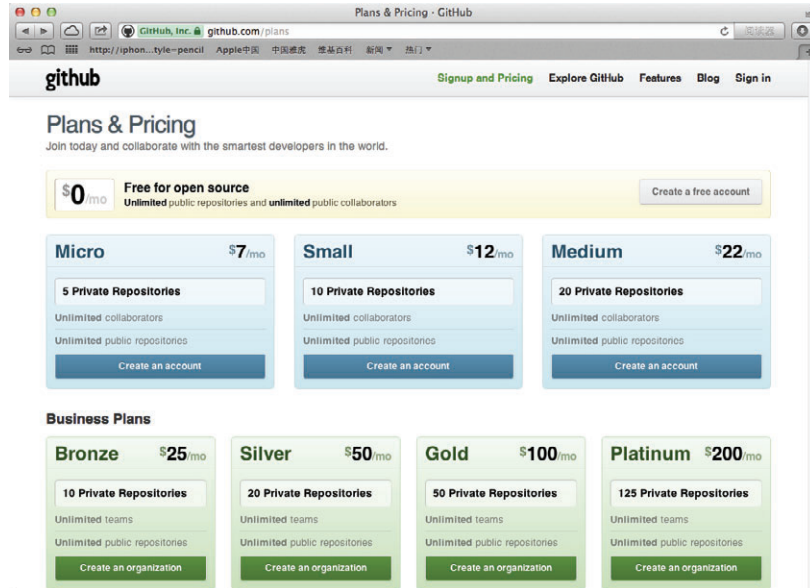 Plans & Pricing · GitHub
GitHub, Inc. github.com/plans 阅读器
http://iphon...tyle-pencil Apple中国 中国雅虎 维基百科 新闻 热门
github Signup and Pricing Explore GitHub Features Blog Sign in
Plans & Pricing
Join today and collaborate with the smartest developers in the world.
$0/mo Free for open source Create a free account
Unlimited public repositories and unlimited public collaborators
Micro $7/mo Small $12/mo Medium $22/mo
5 Private Repositories 10 Private Repositories 20 Private Repositories
Unlimited collaborators Unlimited collaborators Unlimited collaborators
Unlimited public repositories Unlimited public repositories Unlimited public repositories
Create an account Create an account Create an account
Business Plans
Bronze $25/mo Silver $50/mo Gold $100/mo Platinum $200/mo
10 Private Repositories 20 Private Repositories 50 Private Repositories 125 Private Repositories
Unlimited teams Unlimited teams Unlimited teams Unlimited teams
Unlimited public repositories Unlimited public repositories Unlimited public repositories Unlimited public repositories
Create an organization Create an organization Create an organization Create an organization